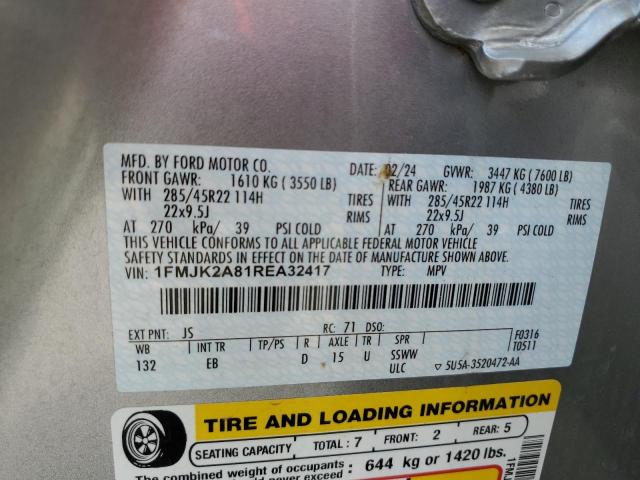 MFD. BY FORD MOTOR CO.
DATE: 02/24 GVWR: 3447 KG (7600 LB)
FRONT GAWR: 1610 KG (3550 LB)
REAR GAWR: 1987 KG (4380 LB)
WITH 285/45R22 114H TIRES
WITH 285/45R22 114H TIRES
22x9.5J RIMS
22x9.5J RIMS
AT 270 kPa/ 39 PSI COLD
AT 270 kPa/ 39 PSI COLD
THIS VEHICLE CONFORMS TO ALL APPLICABLE FEDERAL MOTOR VEHICLE
SAFETY STANDARDS IN EFFECT ON THE DATE OF MANUFACTURE SHOWN ABOVE.
VIN: 1FMJK2A81REA32417 TYPE: MPV
EXT PNT: JS RC: 71 DSO:
F0316
T0511
WB INT TR TP/PS R AXLE TR SPR
132 EB D 15 U SSWW
ULC ▽ 5U5A-3520472-AA
TIRE AND LOADING INFORMATION
SEATING CAPACITY TOTAL: 7 FRONT: 2 REAR: 5
The combined weight of occupants
644 kg or 1420 lbs.
1FMJ